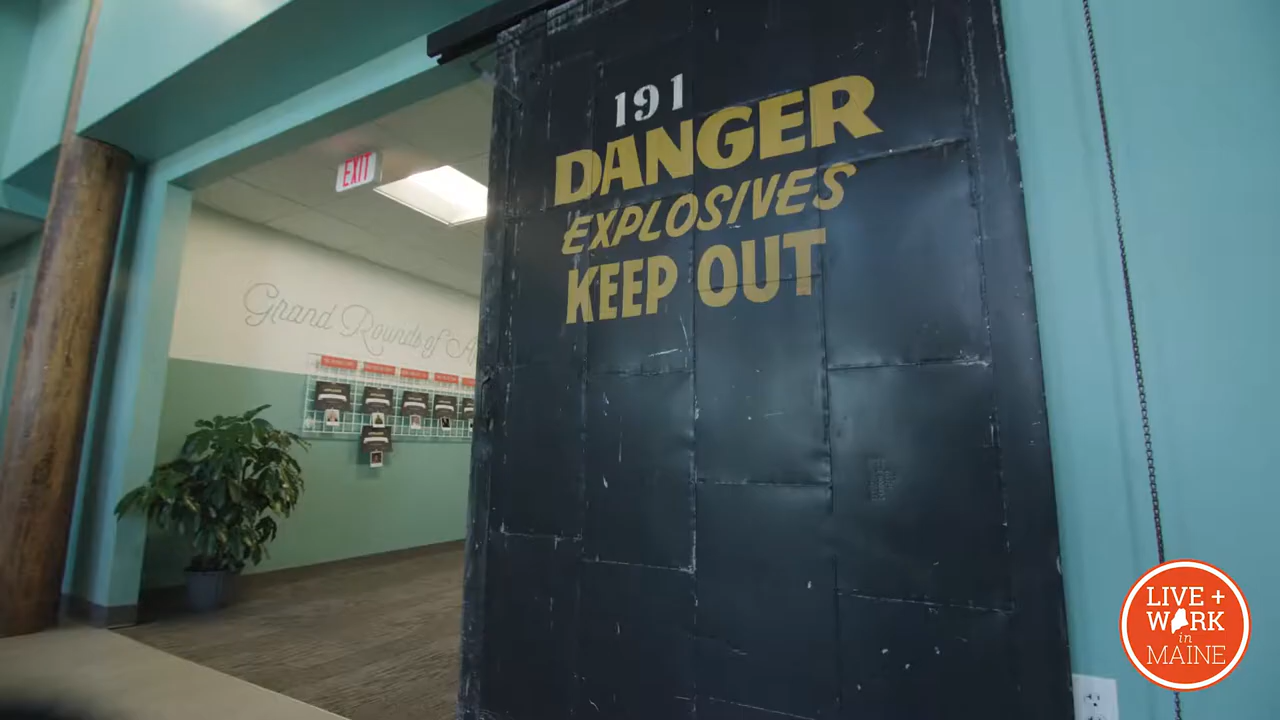 191
DANGER
EXPLOSIVES
KEEP OUT
EXIT
Grand Rounds of
LIVE +
WORK
in
MAINE